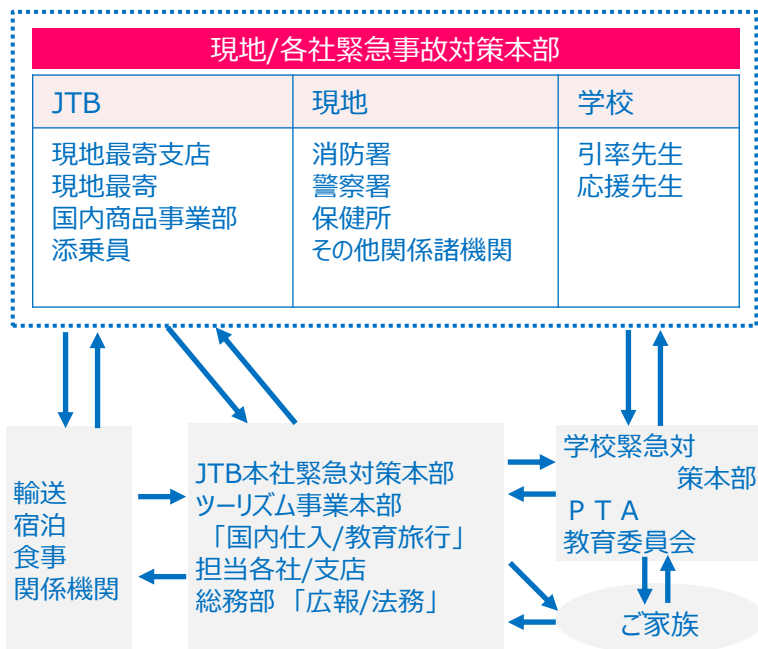 現地/各社緊急事故対策本部
JTB
現地
学校
現地最寄支店
現地最寄
国内商品事業部
添乗員
消防署
警察署
保健所
その他関係諸機関
引率先生
応援先生
輸送
宿泊
食事
関係機関
JTB本社緊急対策本部
ツーリズム事業本部
「国内仕入/教育旅行」
担当各社/支店
総務部 「広報/法務」
学校緊急対
策本部
ＰＴＡ
教育委員会
ご家族